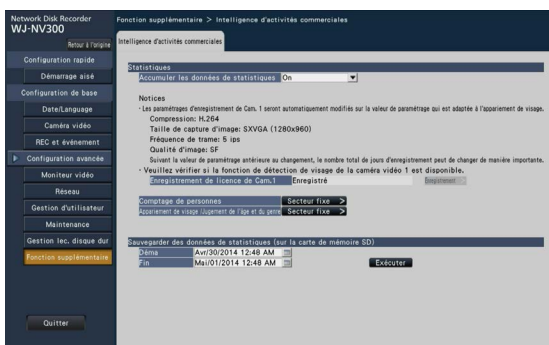 Network Disk Recorder
WJ-NV300
Retour à l'origine
Configuration rapide
Démarrage aisé
Configuration de base
Date/Language
Caméra vidéo
REC et événement
Configuration avancée
Moniteur vidéo
Réseau
Gestion d'utilisateur
Maintenance
Gestion lec. disque dur
Fonction supplémentaire
Quitter
Fonction supplémentaire > Intelligence d'activités commerciales
Intelligence d'activités commerciales
Statistiques
Accumuler les données de statistiques On
Notices
· Les paramètres d'enregistrement de Cam. 1 seront automatiquement modifiés sur la valeur de paramétrage qui est adaptée à l'appariement de visage.
Compression: H.264
Taille de capture d'image: SXVGA (1280x960)
Fréquence de trame: 5 ips
Qualité d'image: SF
Suivant la valeur de paramétrage antérieure au changement, le nombre total de jours d'enregistrement peut de changer de manière importante.
· Veuillez vérifier si la fonction de détection de visage de la caméra vidéo 1 est disponible.
Enregistrement de licence de Cam.1 Enregistré Enregistrement
Comptage de personnes Secteur fixe >
Appariement de visage /Jugement de l'âge et du genre Secteur fixe >
Sauvegarder des données de statistiques (sur la carte de mémoire SD)
Déma Avr/30/2014 12:48 AM
Fin Mai/01/2014 12:48 AM Exécuter